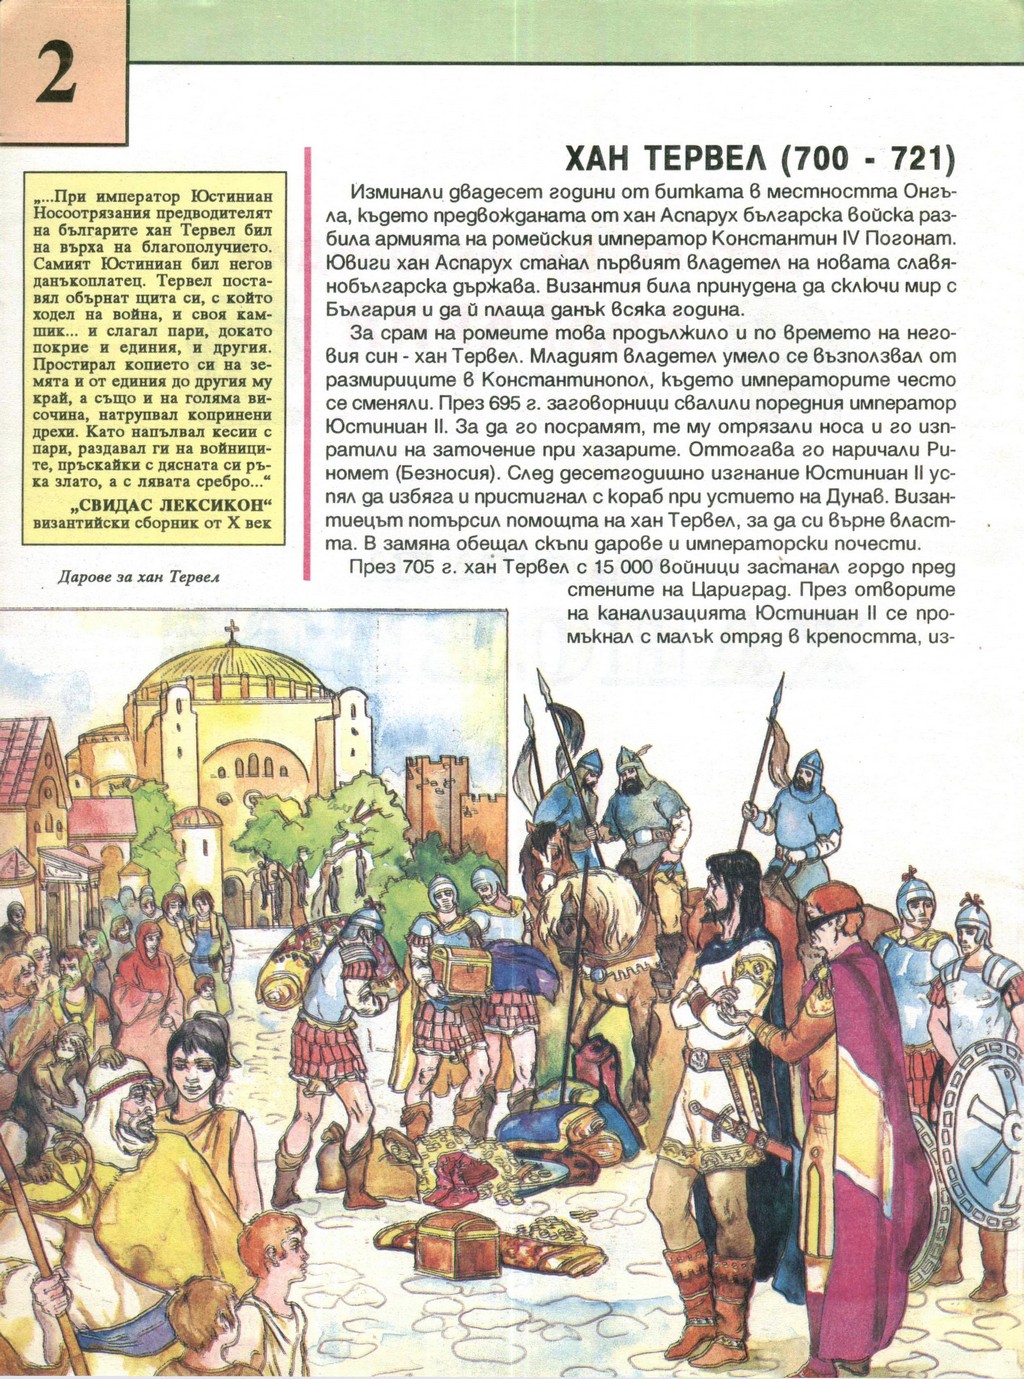 2
„...При император Юстиниан
Носоотрязания предводителят
на българите хан Тервел бил
на върха на благополучието.
Самият Юстиниан бил негов
данъкоплатец. Тервел поста-
вял обърнат щита си, с който
ходел на война, и своя кам-
шик... и слагал пари, докато
покрие и единия, и другия.
Простирал копието си на зе-
мята и от единия до другия му
край, а също и на голяма ви-
сочина, натрупвал копринени
дрехи. Като напълвал кесии с
пари, раздавал ги на войници-
те, пръскайки с дясната си ръ-
ка злато, а с лявата сребро...“
„СВИДАС ЛЕКСИКОН“
византийски сборник от X век
Дарове за хан Тервел
ХАН ТЕРВЕЛ (700 - 721)
Изминали двадесет години от битката в местността Онгъ-
ла, където предвожданата от хан Аспарух българска войска раз-
била армията на ромейския император Константин IV Погонат.
Ювиги хан Аспарух станал първият владетел на новата славя-
нобългарска държава. Византия била принудена да сключи мир с
България и да й плаща данък всяка година.
За срам на ромеите това продължило и по времето на него-
вия син - хан Тервел. Младият владетел умело се възползвал от
размириците в Константинопол, където императорите често
се сменяли. През 695 г. заговорници свалили поредния император
Юстиниан II. За да го посрамят, те му отрязали носа и го изп-
ратили на заточение при хазарите. Оттогава го наричали Ри-
номет (Безносия). След десетгодишно изгнание Юстиниан II ус-
пял да избяга и пристигнал с кораб при устието на Дунав. Визан-
тиецът потърсил помощта на хан Тервел, за да си върне власт-
та. В замяна обещал скъпи дарове и императорски почести.
През 705 г. хан Тервел с 15 000 войници застанал гордо пред
стените на Цариград. През отворите
на канализацията Юстиниан II се про-
мъкнал с малък отряд в крепостта, из-